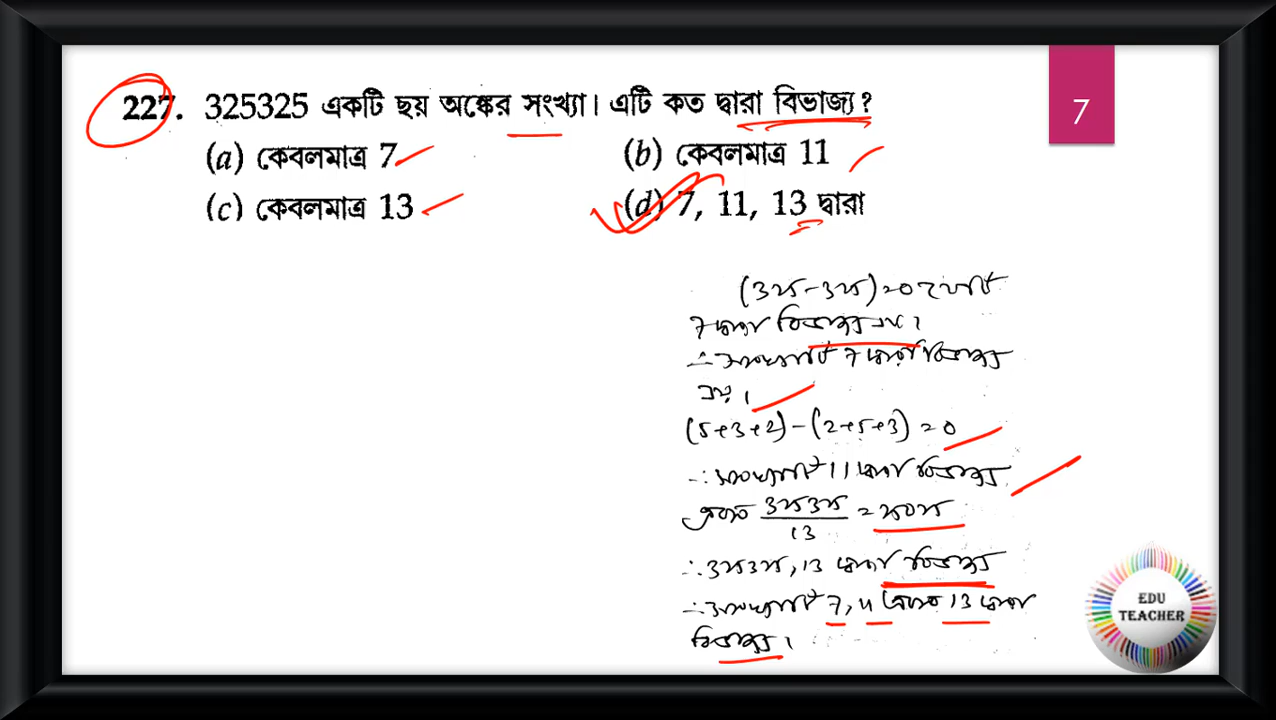 227. 325325 একটি ছয় অঙ্কের সংখ্যা। এটি কত দ্বারা বিভাজ্য?
(a) কেবলমাত্র 7
(b) কেবলমাত্র 11
(c) কেবলমাত্র 13
(d) 7, 11, 13 দ্বারা
7
(325-325) = 0 যেটি
7 দ্বারা বিভাজ্য
∴ সংখ্যাটি 7 দ্বারা বিভাজ্য
হয়।
(5+3+2) - (2+5+3) = 0
∴ সংখ্যাটি 11 দ্বারা বিভাজ্য
এবং 325325
13
∴ 325325, 13 দ্বারা বিভাজ্য
∴ সংখ্যাটি 7, 11 এবং 13 দ্বারা
বিভাজ্য।
EDU
TEACHER